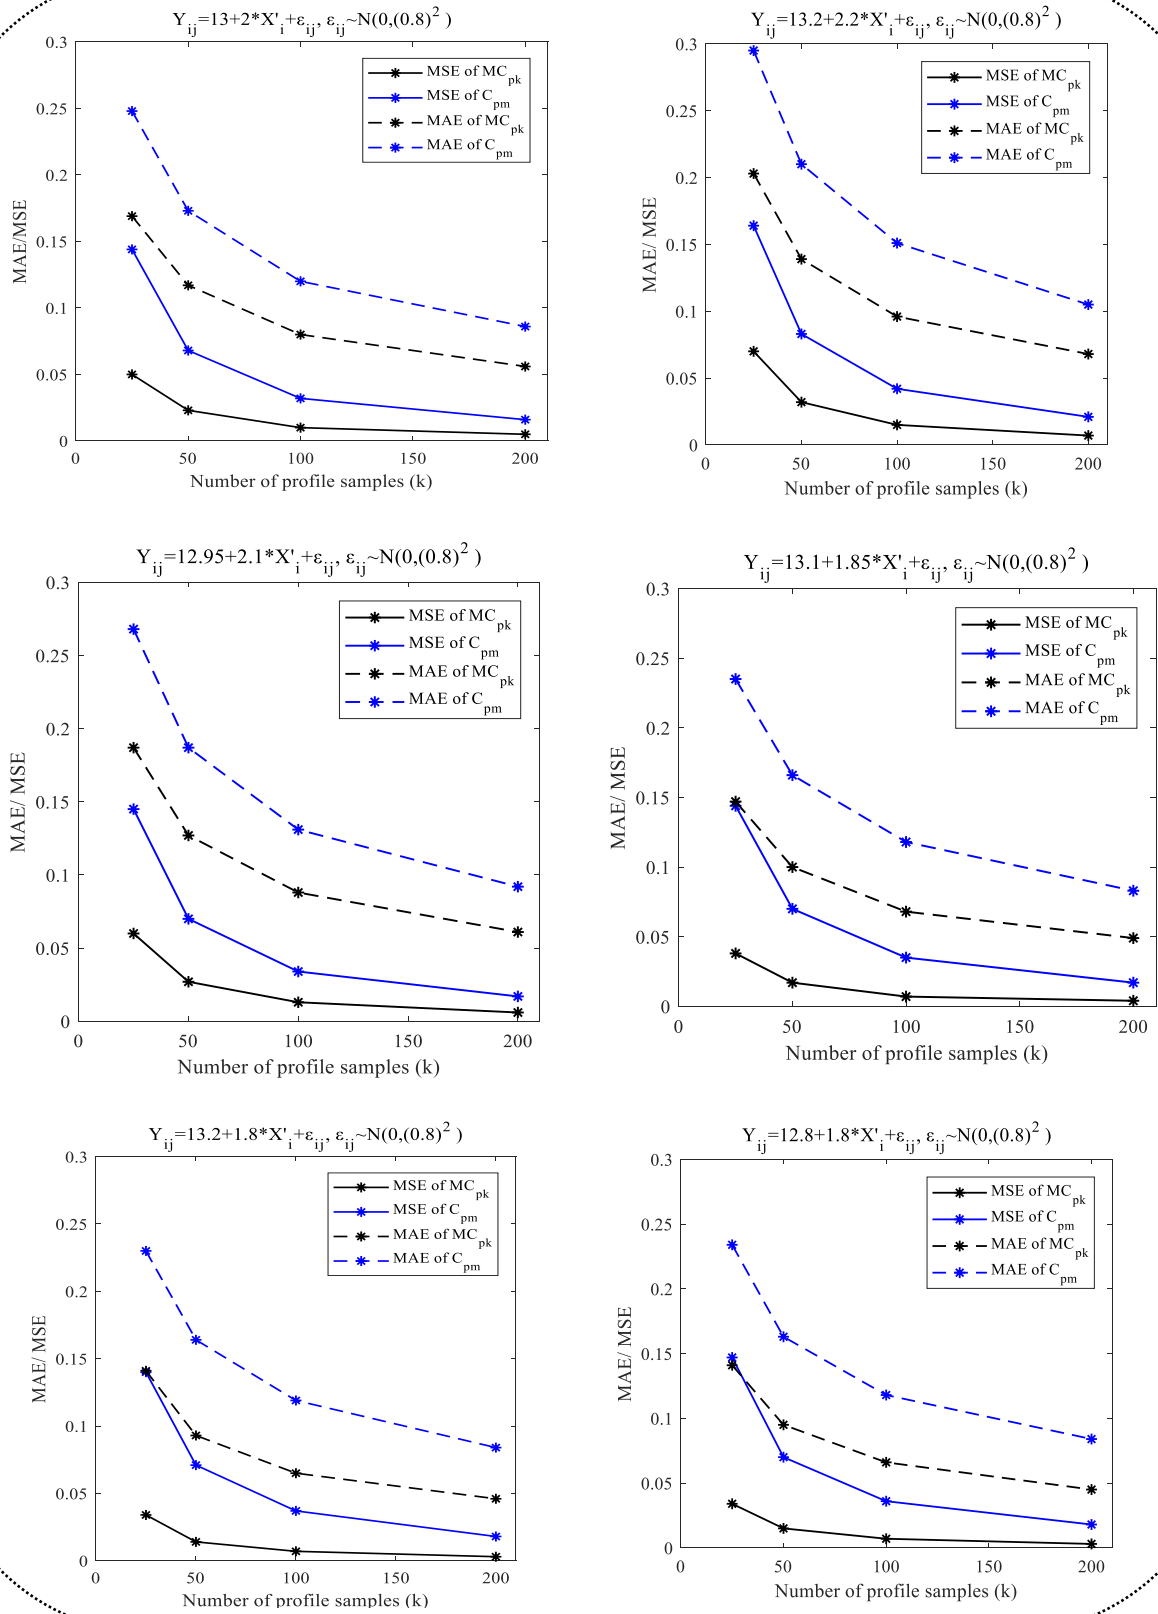 Y_ij=13+2*X'_i+ε_ij, ε_ij~N(0,(0.8)^2 )
0.3
0.25
0.2
0.15
0.1
0.05
0
MAE/MSE
MSE of MC_pk
MSE of C_pm
MAE of MC_pk
MAE of C_pm
0 50 100 150 200
Number of profile samples (k)
Y_ij=13.2+2.2*X'_i+ε_ij, ε_ij~N(0,(0.8)^2 )
0.3
0.25
0.2
0.15
0.1
0.05
0
MAE/ MSE
MSE of MC_pk
MSE of C_pm
MAE of MC_pk
MAE of C_pm
0 50 100 150 200
Number of profile samples (k)
Y_ij=12.95+2.1*X'_i+ε_ij, ε_ij~N(0,(0.8)^2 )
0.3
0.25
0.2
0.15
0.1
0.05
0
MAE/ MSE
MSE of MC_pk
MSE of C_pm
MAE of MC_pk
MAE of C_pm
0 50 100 150 200
Number of profile samples (k)
Y_ij=13.1+1.85*X'_i+ε_ij, ε_ij~N(0,(0.8)^2 )
0.3
0.25
0.2
0.15
0.1
0.05
0
MAE/ MSE
MSE of MC_pk
MSE of C_pm
MAE of MC_pk
MAE of C_pm
0 50 100 150 200
Number of profile samples (k)
Y_ij=13.2+1.8*X'_i+ε_ij, ε_ij~N(0,(0.8)^2 )
0.3
0.25
0.2
0.15
0.1
0.05
0
MAE/ MSE
MSE of MC_pk
MSE of C_pm
MAE of MC_pk
MAE of C_pm
0 50 100 150 200
Number of profile samples (k)
Y_ij=12.8+1.8*X'_i+ε_ij, ε_ij~N(0,(0.8)^2 )
0.3
0.25
0.2
0.15
0.1
0.05
0
MAE/ MSE
MSE of MC_pk
MSE of C_pm
MAE of MC_pk
MAE of C_pm
0 50 100 150 200
Number of profile samples (k)